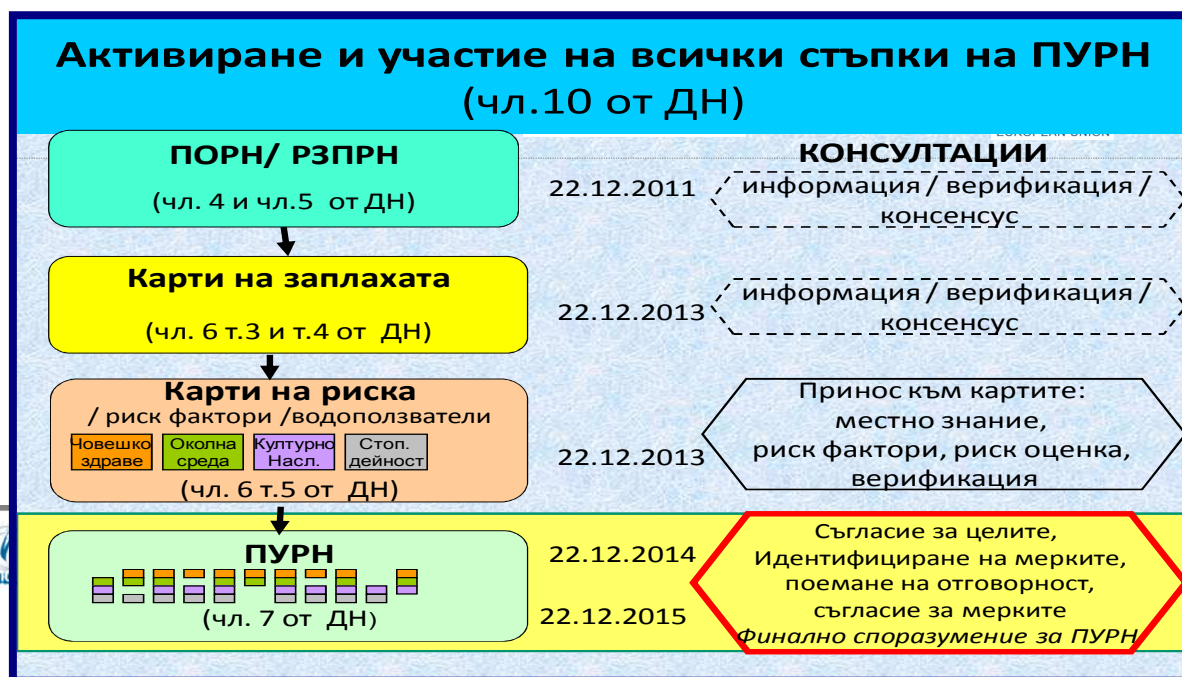 Активиране и участие на всички стъпки на ПУРН
(чл.10 от ДН)
ПОРН/ РЗПРН
(чл. 4 и чл.5 от ДН)
22.12.2011
КОНСУЛТАЦИИ
информация / верификация /
консенсус
Карти на заплахата
(чл. 6 т.3 и т.4 от ДН)
22.12.2013
информация / верификация /
консенсус
Карти на риска
/ риск фактори /водоползватели
Човешко
здраве
Околна
среда
Културно
Насл.
Стоп.
дейност
(чл. 6 т.5 от ДН)
22.12.2013
Принос към картите:
местно знание,
риск фактори, риск оценка,
верификация
ПУРН
(чл. 7 от ДН)
22.12.2014
22.12.2015
Съгласие за целите,
Идентифициране на мерките,
поемане на отговорност,
съгласие за мерките
Финално споразумение за ПУРН